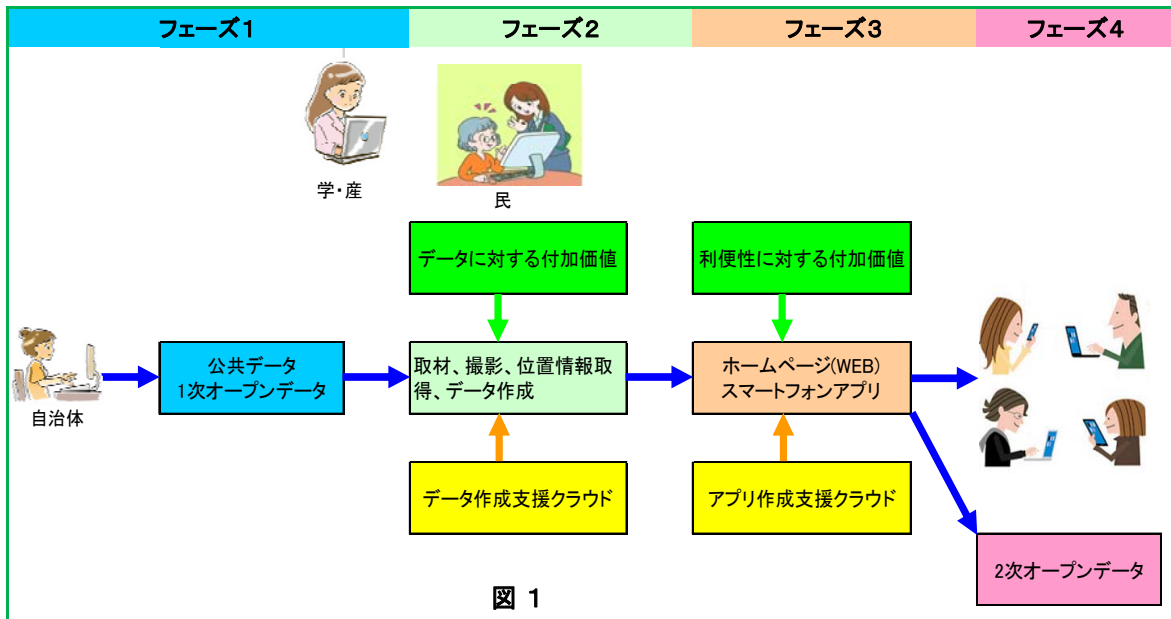 フェーズ1
フェーズ2
フェーズ3
フェーズ4
学・産
民
データに対する付加価値
利便性に対する付加価値
自治体
公共データ
1次オープンデータ
取材、撮影、位置情報取
得、データ作成
ホームページ(WEB)
スマートフォンアプリ
データ作成支援クラウド
アプリ作成支援クラウド
2次オープンデータ
図 1